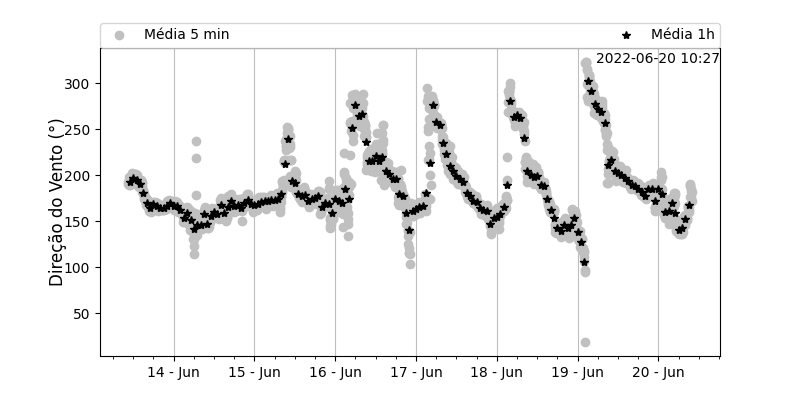 Média 5 min
Média 1h
2022-06-20 10:27
Direção do Vento (°)
300
250
200
150
100
50
14 - Jun
15 - Jun
16 - Jun
17 - Jun
18 - Jun
19 - Jun
20 - Jun